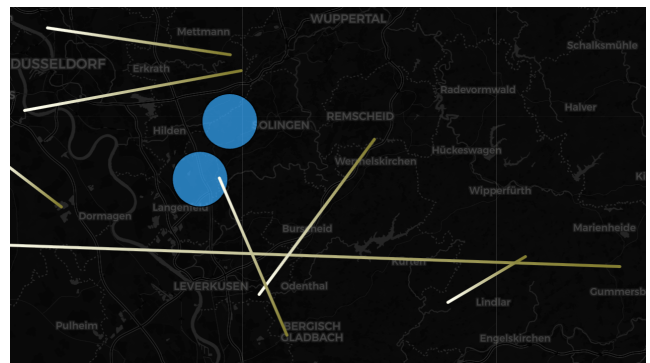 WUPPERTAL
Mettmann
Schalksmühle
DÜSSELDORF
Erkrath
Radevormwald
Halver
REMSCHEID
Hilden
OLINGEN
Hückeswagen
Wermelskirchen
Wipperfürth
Langenfeld
Dormagen
Burscheid
Marienheide
Kürten
LEVERKUSEN
Odenthal
Gummersb
Lindlar
Pulheim
BERGISCH
GLADBACH
Engelskirchen